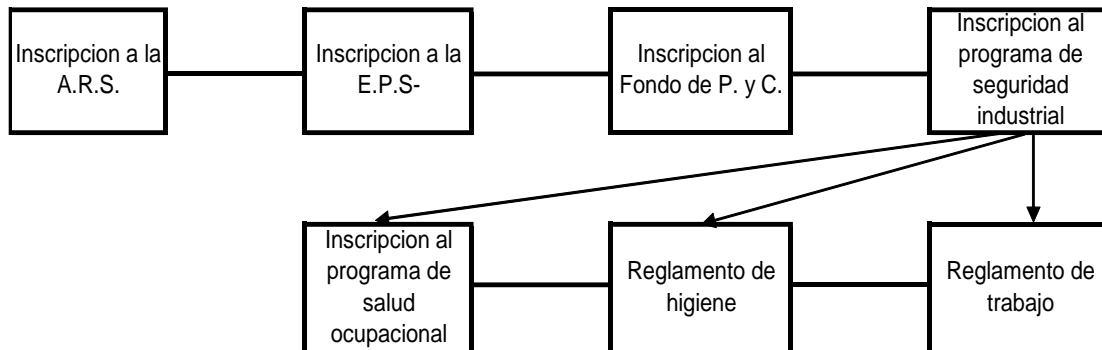 Inscripcion a la
A.R.S.
Inscripcion a la
E.P.S-
Inscripcion al
Fondo de P. y C.
Inscripcion al
programa de
seguridad
industrial
Inscripcion al
programa de
salud
ocupacional
Reglamento de
higiene
Reglamento de
trabajo